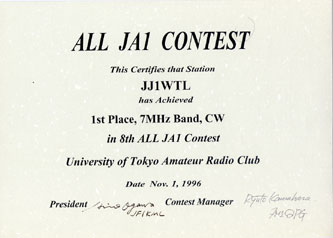 ALL JA1 CONTEST
This Certifies that Station
JJ1WTL
has Achieved
1st Place, 7MHz Band, CW
in 8th ALL JA1 Contest
University of Tokyo Amateur Radio Club
Date Nov. 1, 1996
President JF1KML Contest Manager